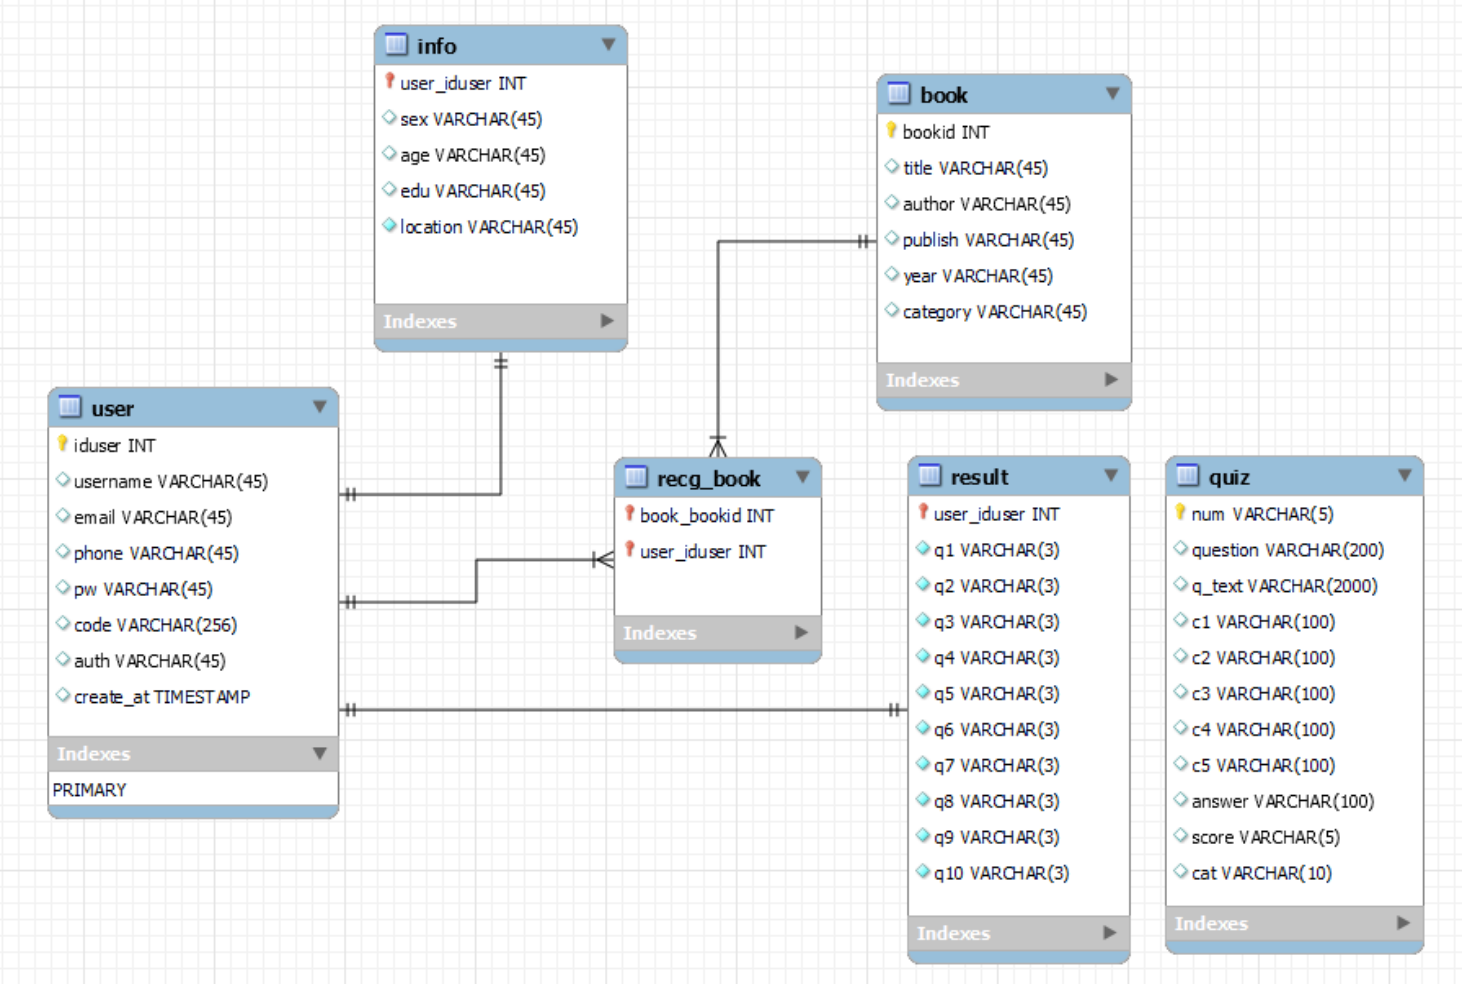 info
user_iduser INT
sex VARCHAR(45)
age VARCHAR(45)
edu VARCHAR(45)
location VARCHAR(45)
Indexes
book
bookid INT
title VARCHAR(45)
author VARCHAR(45)
publish VARCHAR(45)
year VARCHAR(45)
category VARCHAR(45)
Indexes
user
iduser INT
username VARCHAR(45)
email VARCHAR(45)
phone VARCHAR(45)
pw VARCHAR(45)
code VARCHAR(256)
auth VARCHAR(45)
create_at TIMESTAMP
Indexes
PRIMARY
recg_book
book_bookid INT
user_iduser INT
Indexes
result
user_iduser INT
q1 VARCHAR(3)
q2 VARCHAR(3)
q3 VARCHAR(3)
q4 VARCHAR(3)
q5 VARCHAR(3)
q6 VARCHAR(3)
q7 VARCHAR(3)
q8 VARCHAR(3)
q9 VARCHAR(3)
q10 VARCHAR(3)
Indexes
quiz
num VARCHAR(5)
question VARCHAR(200)
q_text VARCHAR(2000)
c1 VARCHAR(100)
c2 VARCHAR(100)
c3 VARCHAR(100)
c4 VARCHAR(100)
c5 VARCHAR(100)
answer VARCHAR(100)
score VARCHAR(5)
cat VARCHAR(10)
Indexes